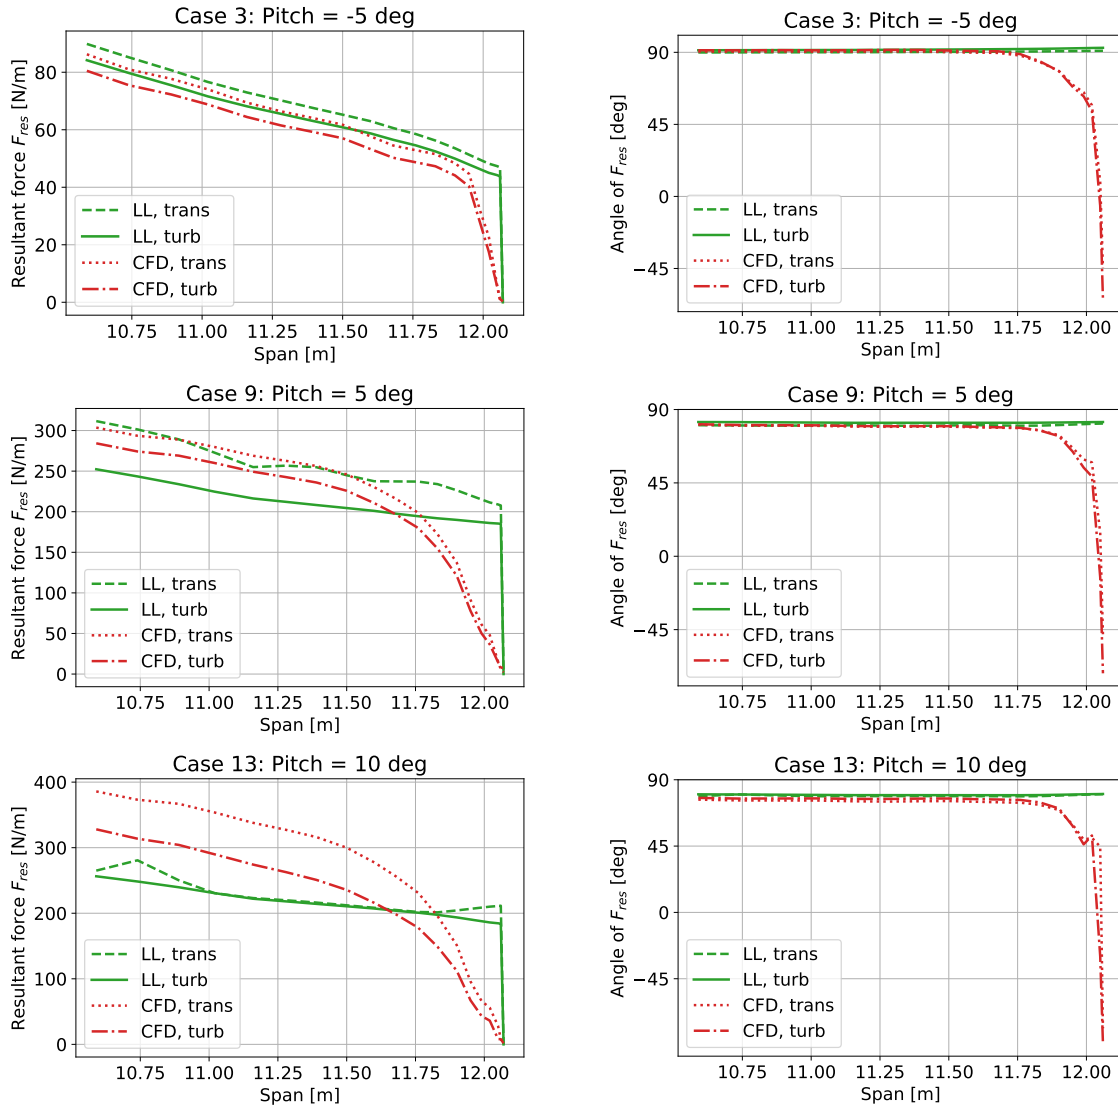 Case 3: Pitch = -5 deg
Resultant force F_res [N/m]
80
60
40
20
0
LL, trans
LL, turb
CFD, trans
CFD, turb
10.75 11.00 11.25 11.50 11.75 12.00
Span [m]
Case 3: Pitch = -5 deg
Angle of F_res [deg]
90
45
0
−45
LL, trans
LL, turb
CFD, trans
CFD, turb
10.75 11.00 11.25 11.50 11.75 12.00
Span [m]
Case 9: Pitch = 5 deg
Resultant force F_res [N/m]
300
250
200
150
100
50
0
LL, trans
LL, turb
CFD, trans
CFD, turb
10.75 11.00 11.25 11.50 11.75 12.00
Span [m]
Case 9: Pitch = 5 deg
Angle of F_res [deg]
90
45
0
−45
LL, trans
LL, turb
CFD, trans
CFD, turb
10.75 11.00 11.25 11.50 11.75 12.00
Span [m]
Case 13: Pitch = 10 deg
Resultant force F_res [N/m]
400
300
200
100
0
LL, trans
LL, turb
CFD, trans
CFD, turb
10.75 11.00 11.25 11.50 11.75 12.00
Span [m]
Case 13: Pitch = 10 deg
Angle of F_res [deg]
90
45
0
−45
LL, trans
LL, turb
CFD, trans
CFD, turb
10.75 11.00 11.25 11.50 11.75 12.00
Span [m]